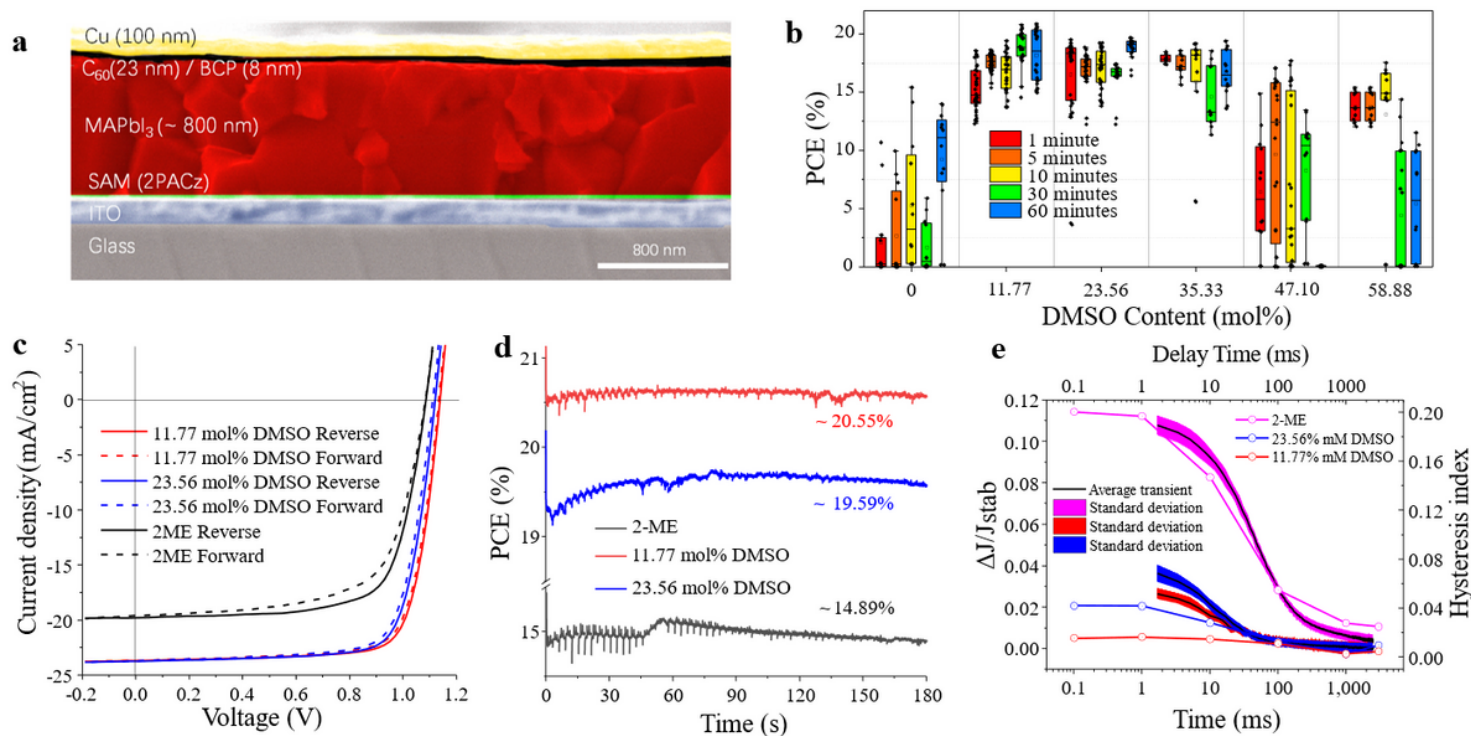 a
Cu (100 nm)
C60(23 nm) / BCP (8 nm)
MAPbI3 (~ 800 nm)
SAM (2PACz)
ITO
Glass
800 nm
b
PCE (%)
20
15
10
5
0
1 minute
5 minutes
10 minutes
30 minutes
60 minutes
0 11.77 23.56 35.33 47.10 58.88
DMSO Content (mol%)
c
Current density(mA/cm2)
5
0
-5
-10
-15
-20
-25
11.77 mol% DMSO Reverse
11.77 mol% DMSO Forward
23.56 mol% DMSO Reverse
23.56 mol% DMSO Forward
2ME Reverse
2ME Forward
-0.2 0.0 0.2 0.4 0.6 0.8 1.0 1.2
Voltage (V)
d
PCE (%)
21
20
19
15
~ 20.55%
~ 19.59%
~14.89%
2-ME
11.77 mol% DMSO
23.56 mol% DMSO
0 30 60 90 120 150 180
Time (s)
e
Delay Time (ms)
0.1 1 10 100 1000
ΔJ/Jstab
0.12
0.10
0.08
0.06
0.04
0.02
0.00
2-ME
23.56% mM DMSO
11.77% mM DMSO
Average transient
Standard deviation
Standard deviation
Standard deviation
0.20
0.16
0.12
0.08
0.04
0.00
Hysteresis index
0.1 1 10 100 1,000
Time (ms)